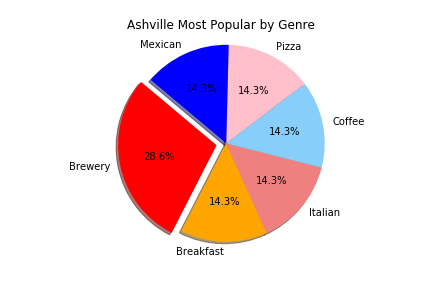 Ashville Most Popular by Genre
Mexican
14.3%
Pizza
14.3%
Coffee
14.3%
Brewery
28.6%
Italian
14.3%
Breakfast
14.3%